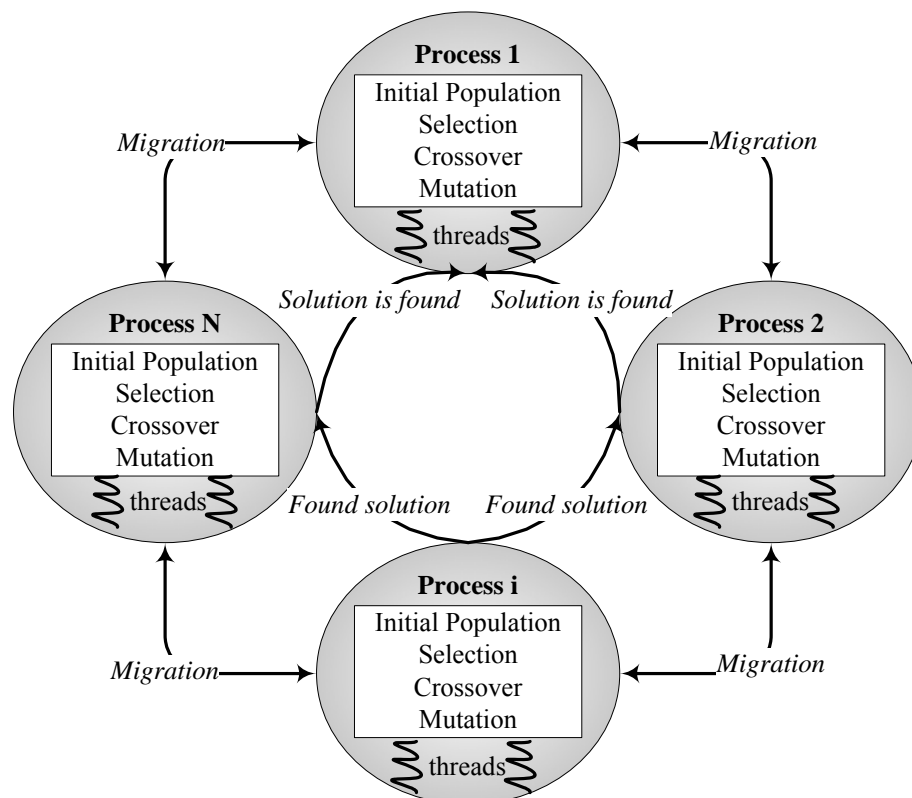 Process 1
Initial Population
Selection
Crossover
Mutation
threads
Migration
Migration
Solution is found
Solution is found
Process N
Initial Population
Selection
Crossover
Mutation
threads
Process 2
Initial Population
Selection
Crossover
Mutation
threads
Found solution
Found solution
Process i
Initial Population
Selection
Crossover
Mutation
threads
Migration
Migration